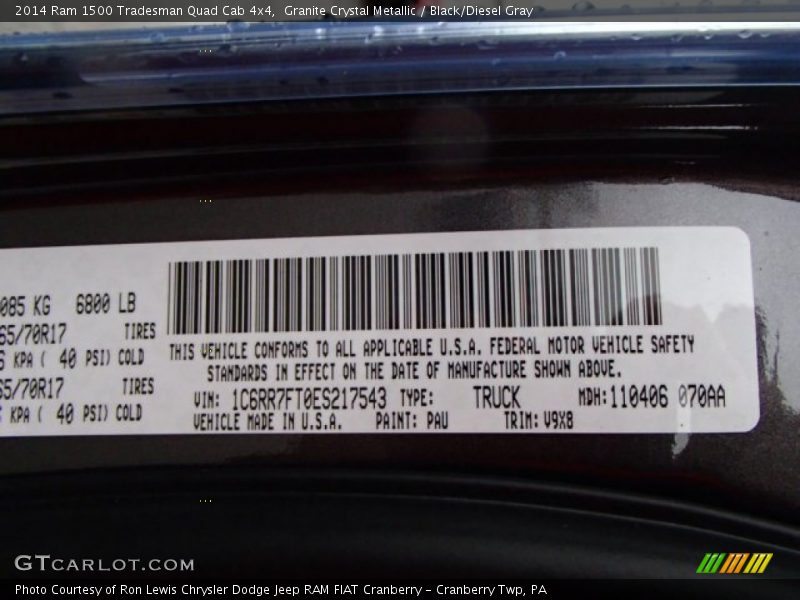 2014 Ram 1500 Tradesman Quad Cab 4x4,  Granite Crystal Metallic / Black/Diesel Gray
085 KG 6800 LB
65/70R17 TIRES
KPA ( 40 PSI) COLD
65/70R17 TIRES
KPA ( 40 PSI) COLD
THIS VEHICLE CONFORMS TO ALL APPLICABLE U.S.A. FEDERAL MOTOR VEHICLE SAFETY
STANDARDS IN EFFECT ON THE DATE OF MANUFACTURE SHOWN ABOVE.
VIN: 1C6RR7FT0ES217543 TYPE: TRUCK MDH:110406 070AA
VEHICLE MADE IN U.S.A. PAINT: PAU TRIM: V9X8
GTCARLOT.COM
Photo Courtesy of Ron Lewis Chrysler Dodge Jeep RAM FIAT Cranberry – Cranberry Twp, PA